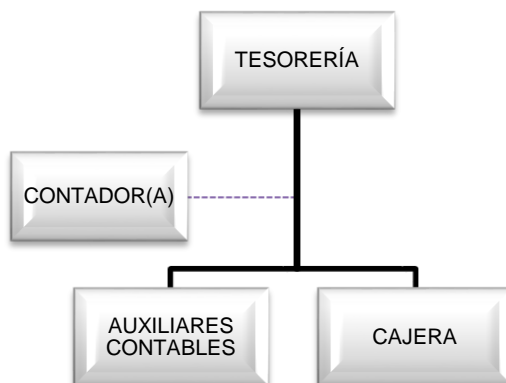 TESORERÍA
CONTADOR(A)
AUXILIARES
CONTABLES
CAJERA